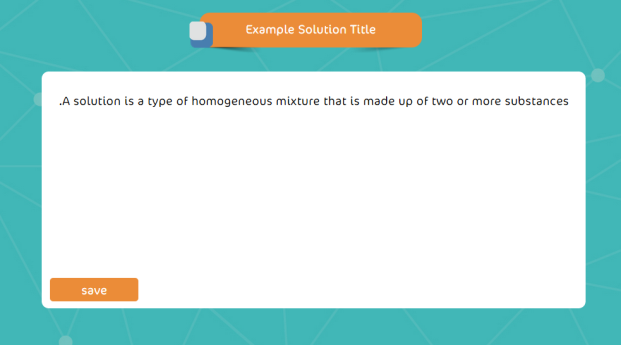 Example Solution Title
.A solution is a type of homogeneous mixture that is made up of two or more substances
save